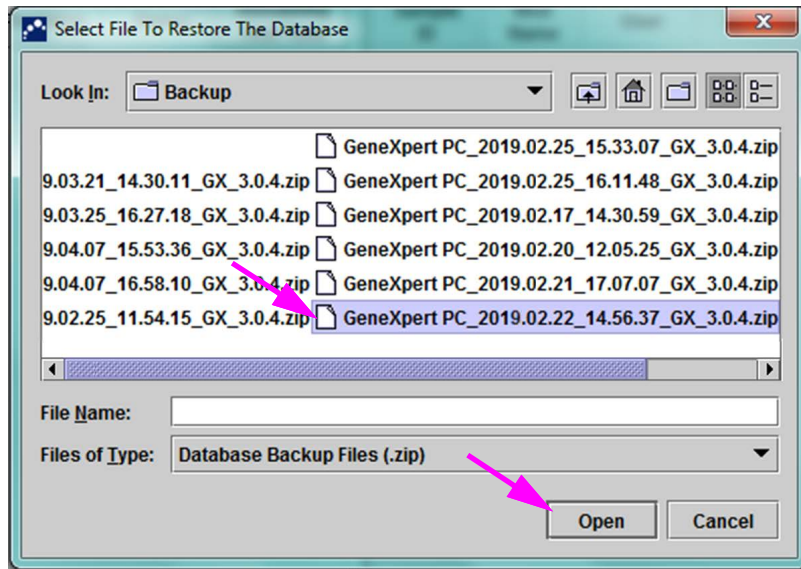 Select File To Restore The Database
Look In: Backup
GeneXpert PC_2019.02.25_15.33.07_GX_3.0.4.zip
9.03.21_14.30.11_GX_3.0.4.zip GeneXpert PC_2019.02.25_16.11.48_GX_3.0.4.zip
9.03.25_16.27.18_GX_3.0.4.zip GeneXpert PC_2019.02.17_14.30.59_GX_3.0.4.zip
9.04.07_15.53.36_GX_3.0.4.zip GeneXpert PC_2019.02.20_12.05.25_GX_3.0.4.zip
9.04.07_16.58.10_GX_3.0.4.zip GeneXpert PC_2019.02.21_17.07.07_GX_3.0.4.zip
9.02.25_11.54.15_GX_3.0.4.zip GeneXpert PC_2019.02.22_14.56.37_GX_3.0.4.zip
File Name:
Files of Type: Database Backup Files (.zip)
Open Cancel